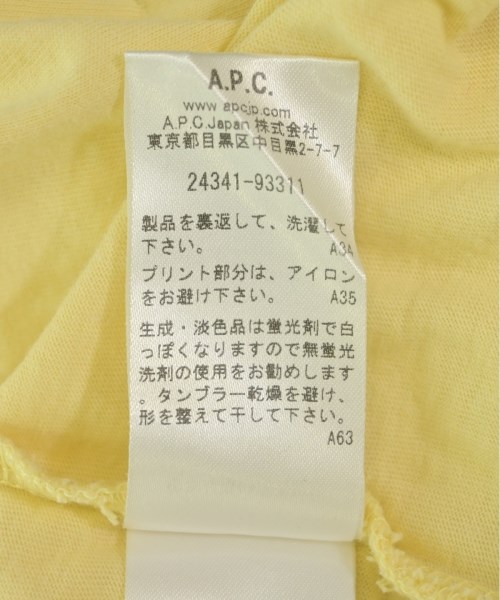 A.P.C.
www.apcjp.com
A.P.C.Japan 株式会社
東京都目黒区中目黒2-7-7
24341-93311
製品を裏返して、洗濯して
下さい。 A34
プリント部分は、アイロン
をお避け下さい。 A35
生成・淡色品は蛍光剤で白
っぽくなりますので無蛍光
洗剤の使用をお勧めします
。タンブラー乾燥を避け、
形を整えて干して下さい。
A63